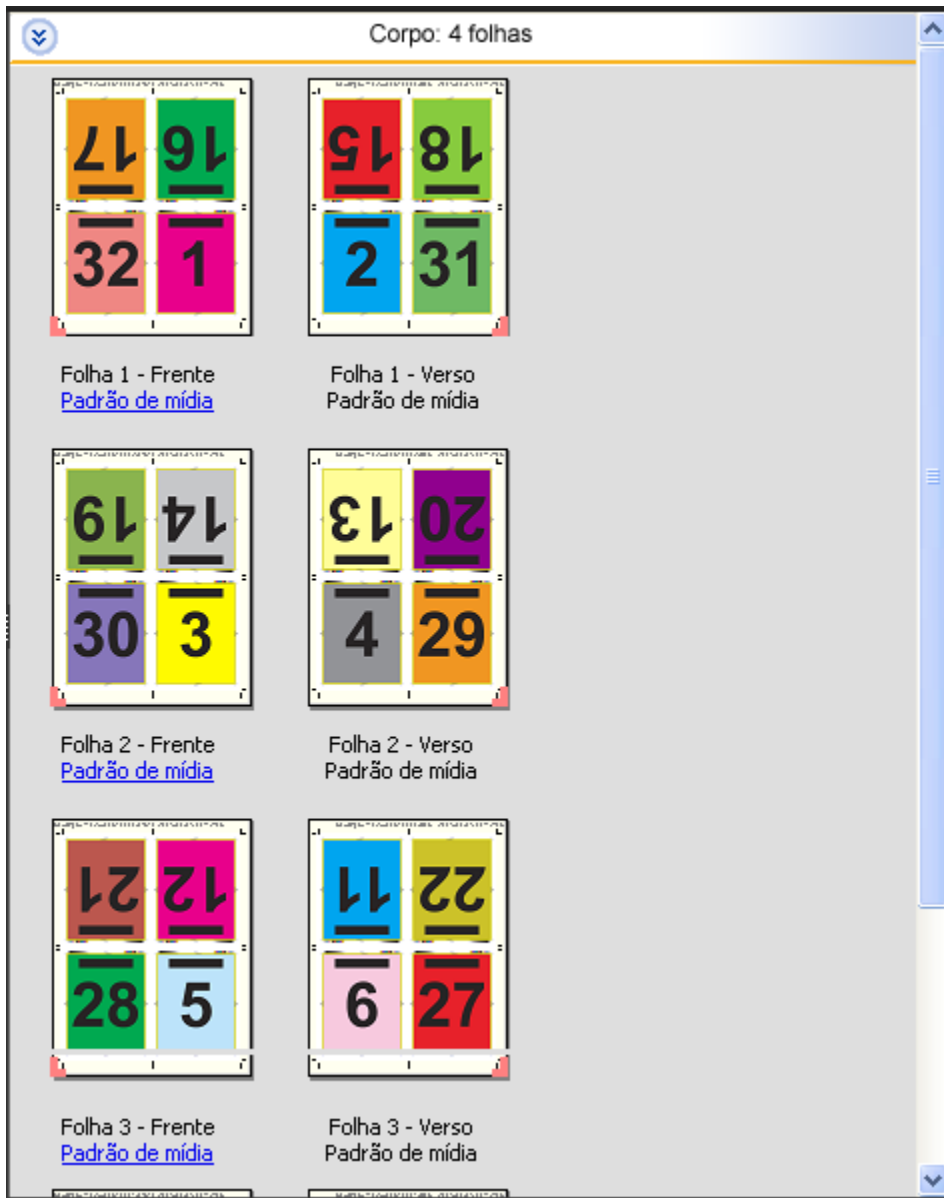 Corpo: 4 folhas
17 16 15 18
32 1 2 31
Folha 1 - Frente Folha 1 - Verso
Padrão de mídia Padrão de mídia
19 14 13 20
30 3 4 29
Folha 2 - Frente Folha 2 - Verso
Padrão de mídia Padrão de mídia
21 12 11 22
28 5 6 27
Folha 3 - Frente Folha 3 - Verso
Padrão de mídia Padrão de mídia